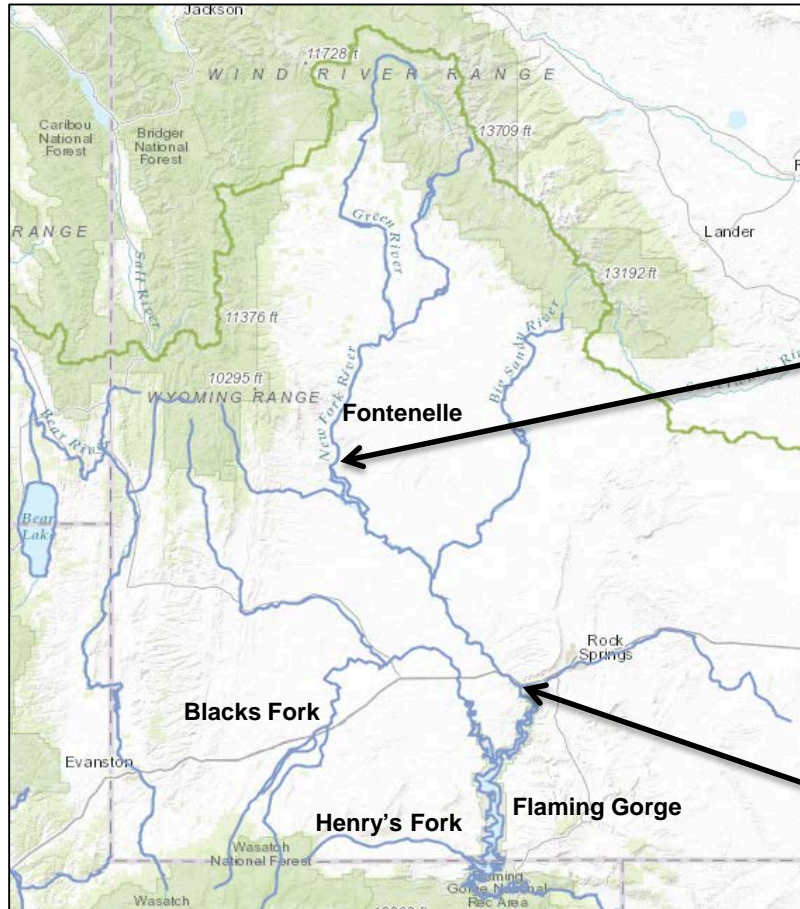 Jackson
11728 ft
WIND RIVER RANGE
Caribou
National
Forest
Bridger
National
Forest
13709 ft
Green River
Lander
RANGE
Salt River
13192 ft
11376 ft
Big Sandy River
10295 ft
WYOMING RANGE
New Fork River
Fontenelle
Bear River
Bear
Lake
Rock
Springs
Blacks Fork
Evanston
Flaming Gorge
Henry's Fork
Wasatch
National Forest
Flaming
Gorge National
Rec Area
Wasatch